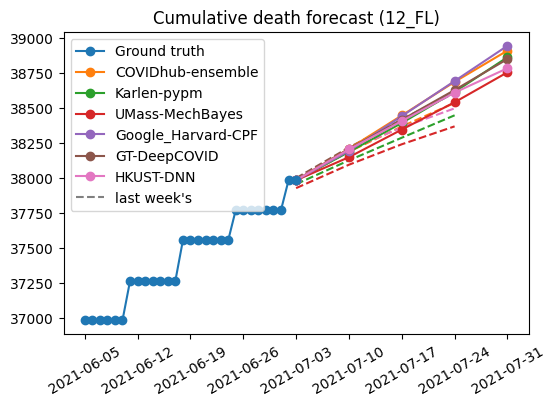 Cumulative death forecast (12_FL)
39000
38750
38500
38250
38000
37750
37500
37250
37000
Ground truth
COVIDhub-ensemble
Karlen-pypm
UMass-MechBayes
Google_Harvard-CPF
GT-DeepCOVID
HKUST-DNN
last week's
2021-06-05
2021-06-12
2021-06-19
2021-06-26
2021-07-03
2021-07-10
2021-07-17
2021-07-24
2021-07-31